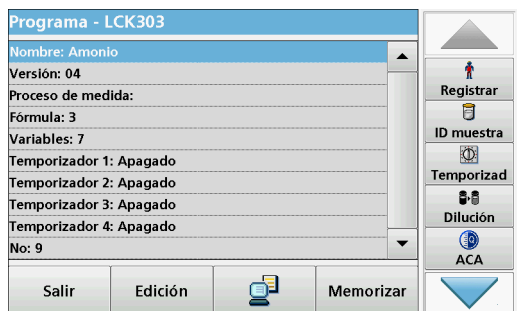 Programa - LCK303
Nombre: Amonio
Versión: 04
Proceso de medida:
Fórmula: 3
Variables: 7
Temporizador 1: Apagado
Temporizador 2: Apagado
Temporizador 3: Apagado
Temporizador 4: Apagado
No: 9
Salir
Edición
Memorizar
Registrar
ID muestra
Temporizad
Dilución
ACA